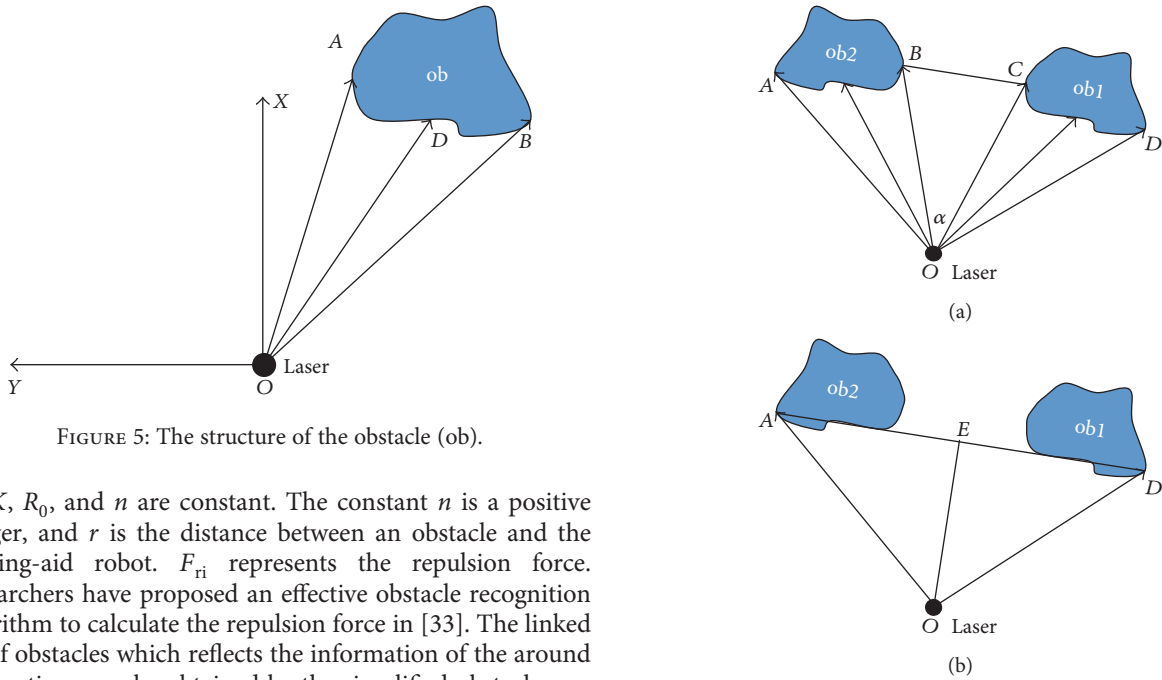 A
ob
X
D
B
Laser
O
Y
FIGURE 5: The structure of the obstacle (ob).
K, R₀, and n are constant. The constant n is a positive
ger, and r is the distance between an obstacle and the
ing-aid robot. F_ri represents the repulsion force.
archers have proposed an effective obstacle recognition
rithm to calculate the repulsion force in [33]. The linked
f obstacles which reflects the information of the around
ob2
B
C
A
ob1
D
α
O Laser
(a)
ob2
A
E
ob1
D
O Laser
(b)